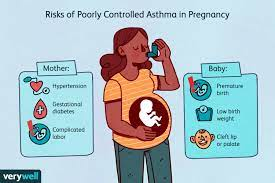 Risks of Poorly Controlled Asthma in Pregnancy
Mother:
Hypertension
Gestational
diabetes
Complicated
labor
Baby:
Premature
birth
Low birth
weight
Cleft lip
or palate
verywell